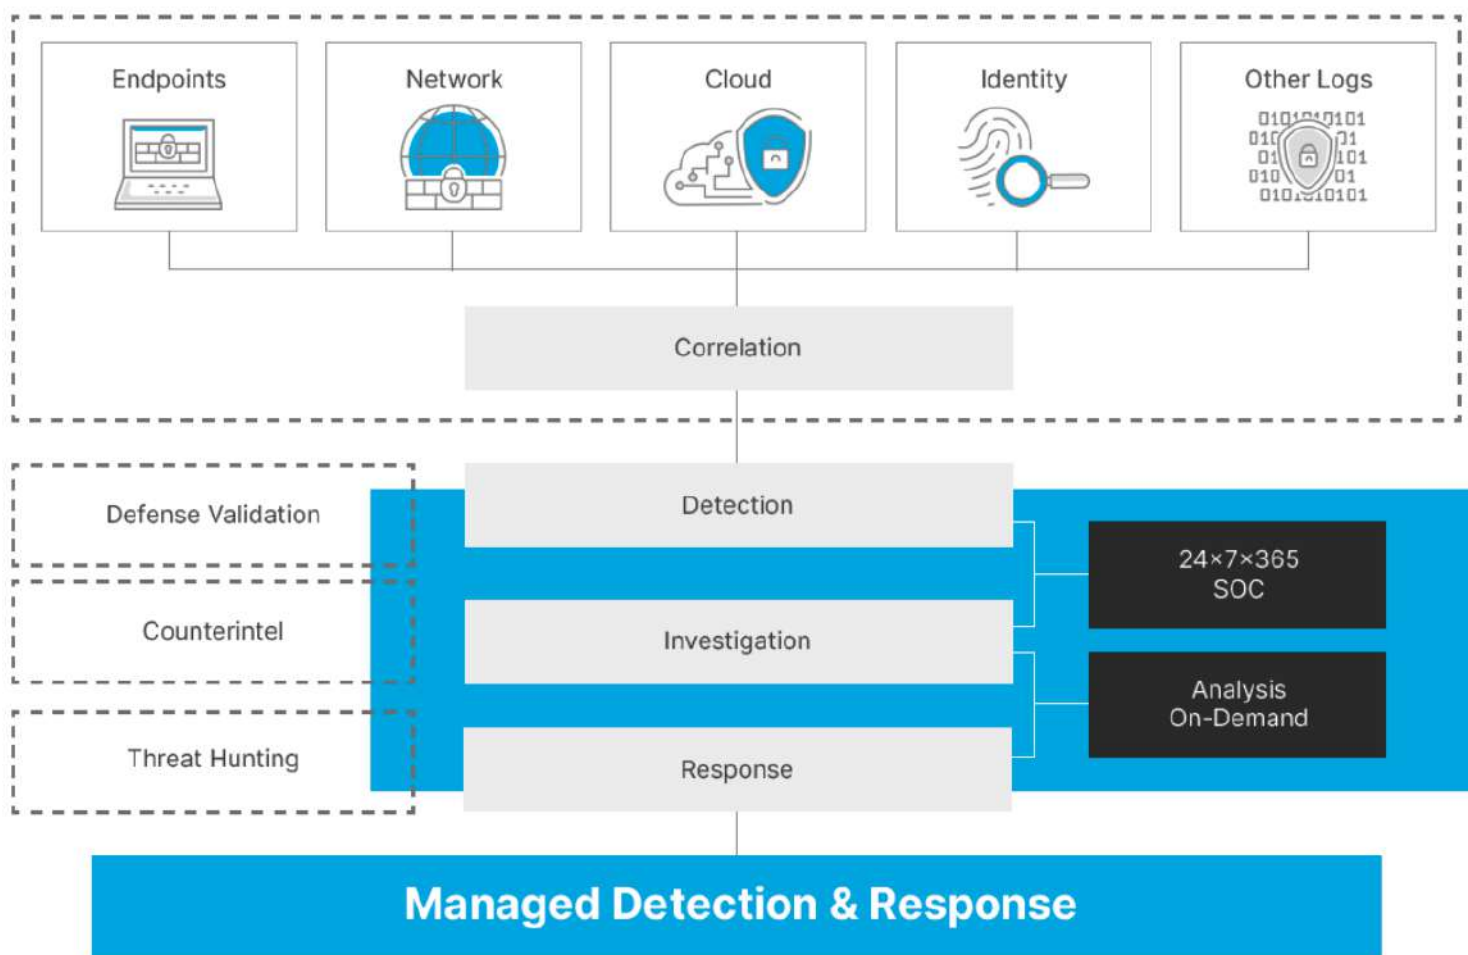 Endpoints
Network
Cloud
Identity
Other Logs
Correlation
Defense Validation
Detection
24×7×365
SOC
Counterintel
Investigation
Analysis
On-Demand
Threat Hunting
Response
Managed Detection & Response